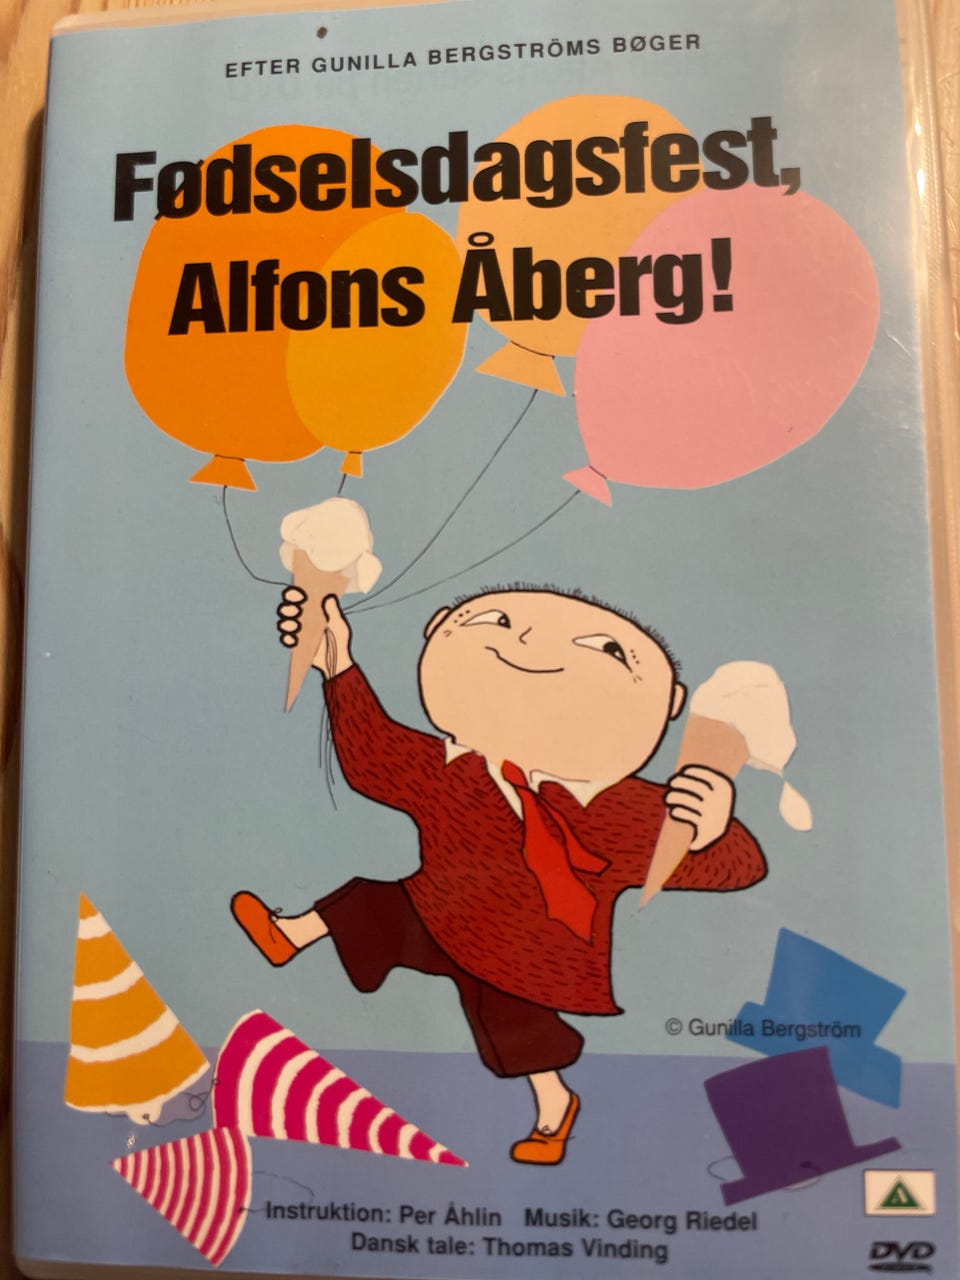 EFTER GUNILLA BERGSTRÖMS BØGER
Fødselsdagsfest,
Alfons Åberg!
© Gunilla Bergström
Instruktion: Per Åhlin Musik: Georg Riedel
Dansk tale: Thomas Vinding
A
DVD